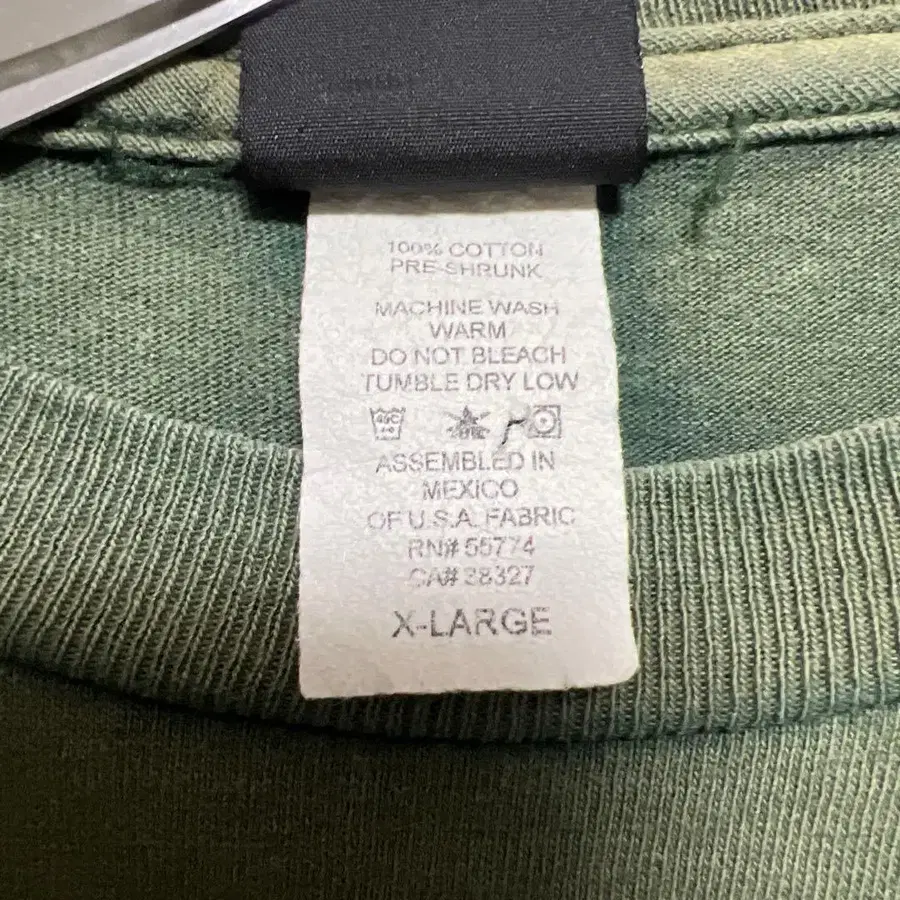 100% COTTON
PRE-SHRUNK
MACHINE WASH
WARM
DO NOT BLEACH
TUMBLE DRY LOW
ASSEMBLED IN
MEXICO
OF U.S.A. FABRIC
RN# 55774
CA# 38327
X-LARGE